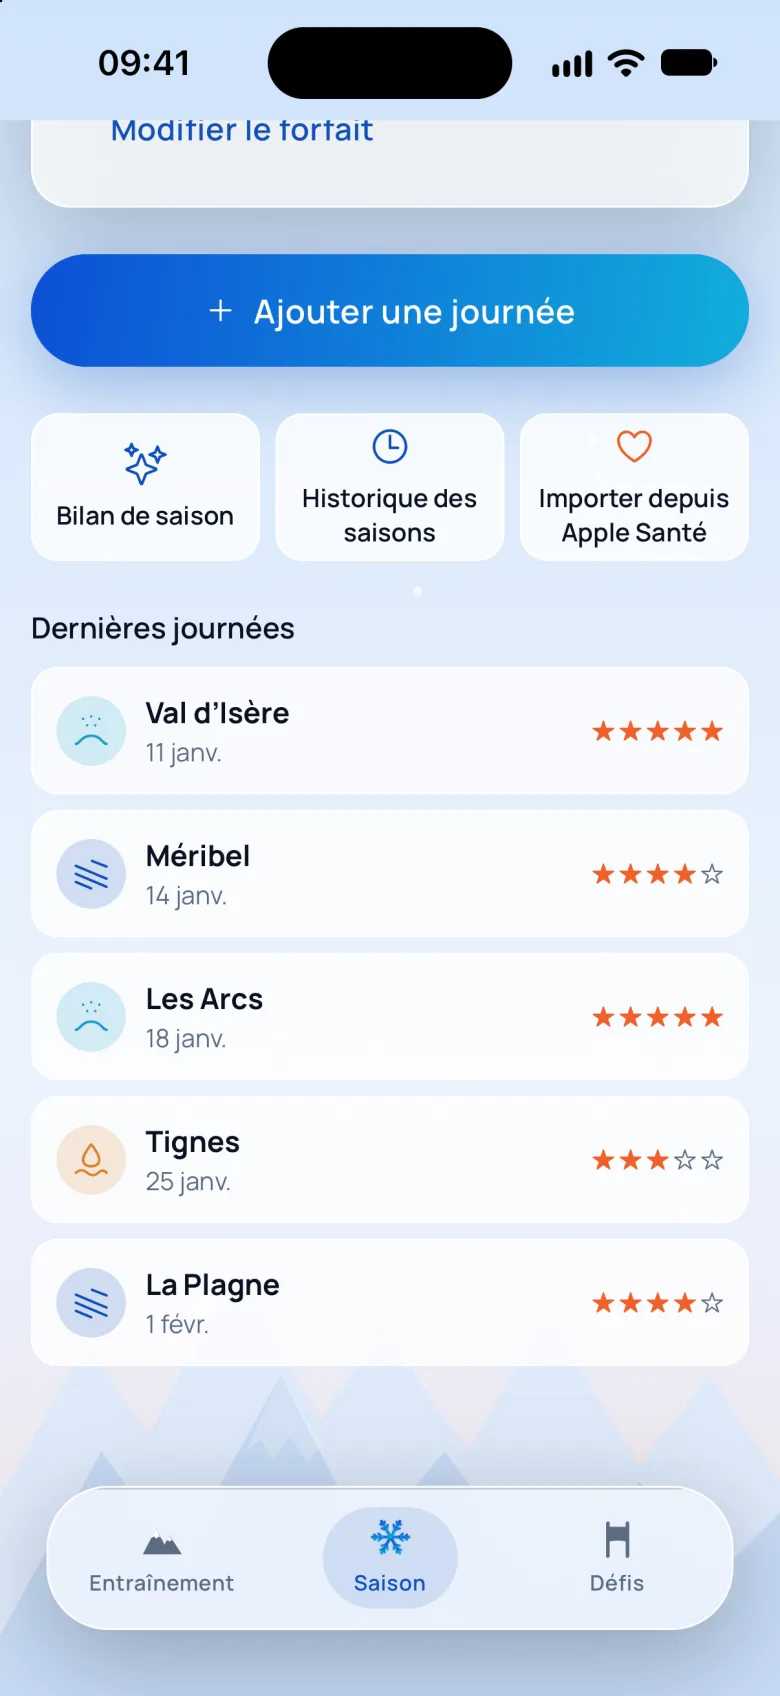 09:41
Modifier le forfait
Ajouter une journée
Bilan de saison
Historique des
saisons
Importer depuis
Apple Santé
Dernières journées
Val d’Isère
11 janv.
Méribel
14 janv.
Les Arcs
18 janv.
Tignes
25 janv.
La Plagne
1 févr.
Entraînement
Saison
Défis